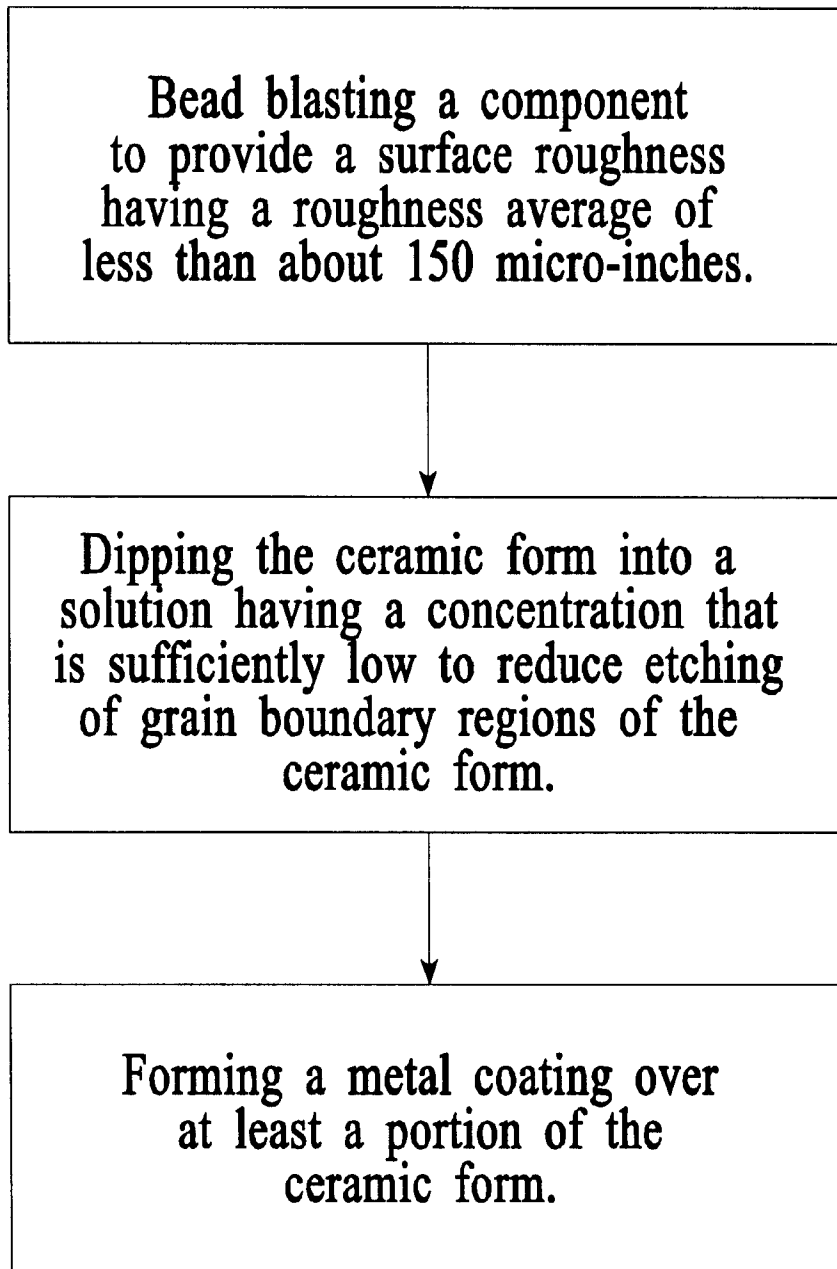 Bead blasting a component
to provide a surface roughness
having a roughness average of
less than about 150 micro-inches.
Dipping the ceramic form into a
solution having a concentration that
is sufficiently low to reduce etching
of grain boundary regions of the
ceramic form.
Forming a metal coating over
at least a portion of the
ceramic form.